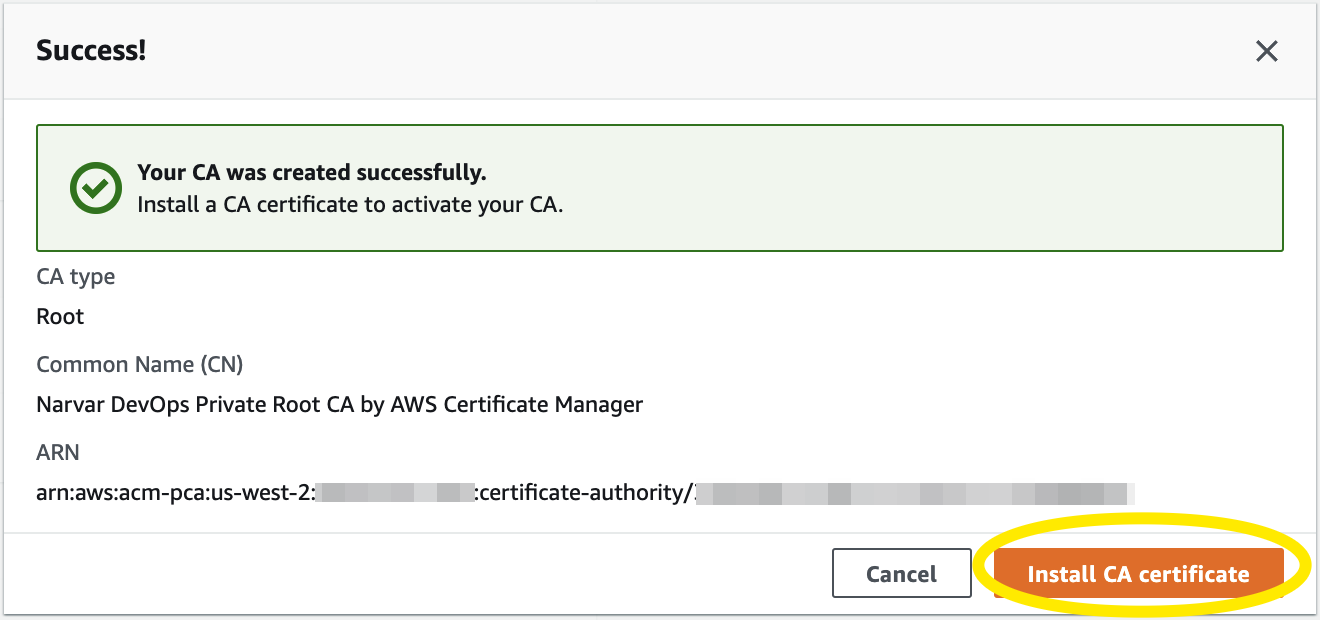 Success!
Your CA was created successfully.
Install a CA certificate to activate your CA.
CA type
Root
Common Name (CN)
Narvar DevOps Private Root CA by AWS Certificate Manager
ARN
arn:aws:acm-pca:us-west-2: :certificate-authority/
Cancel
Install CA certificate